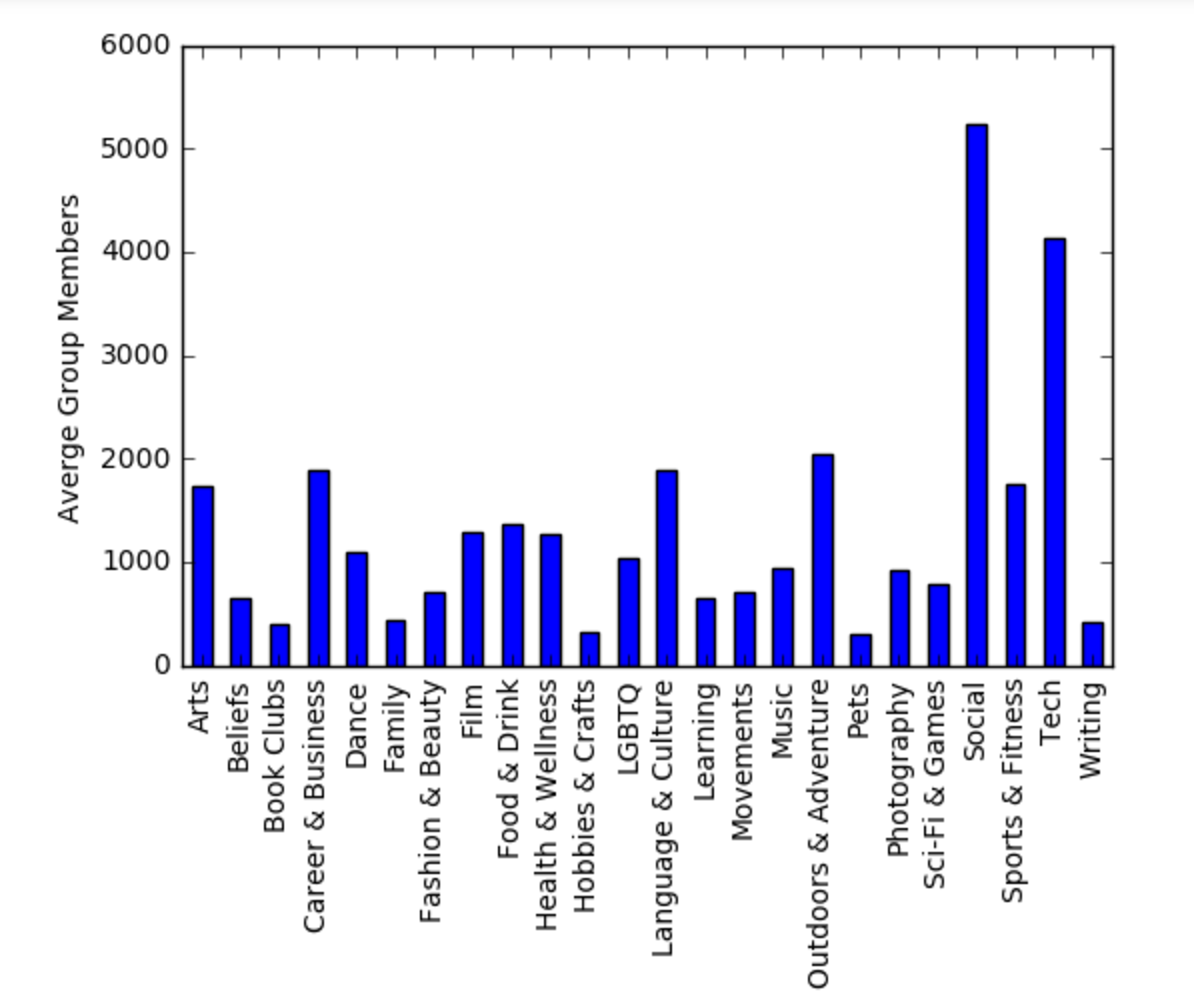 6000
5000
4000
3000
2000
1000
0
Averge Group Members
Arts
Beliefs
Book Clubs
Career & Business
Dance
Family
Fashion & Beauty
Film
Food & Drink
Health & Wellness
Hobbies & Crafts
LGBTQ
Language & Culture
Learning
Movements
Music
Outdoors & Adventure
Pets
Photography
Sci-Fi & Games
Social
Sports & Fitness
Tech
Writing